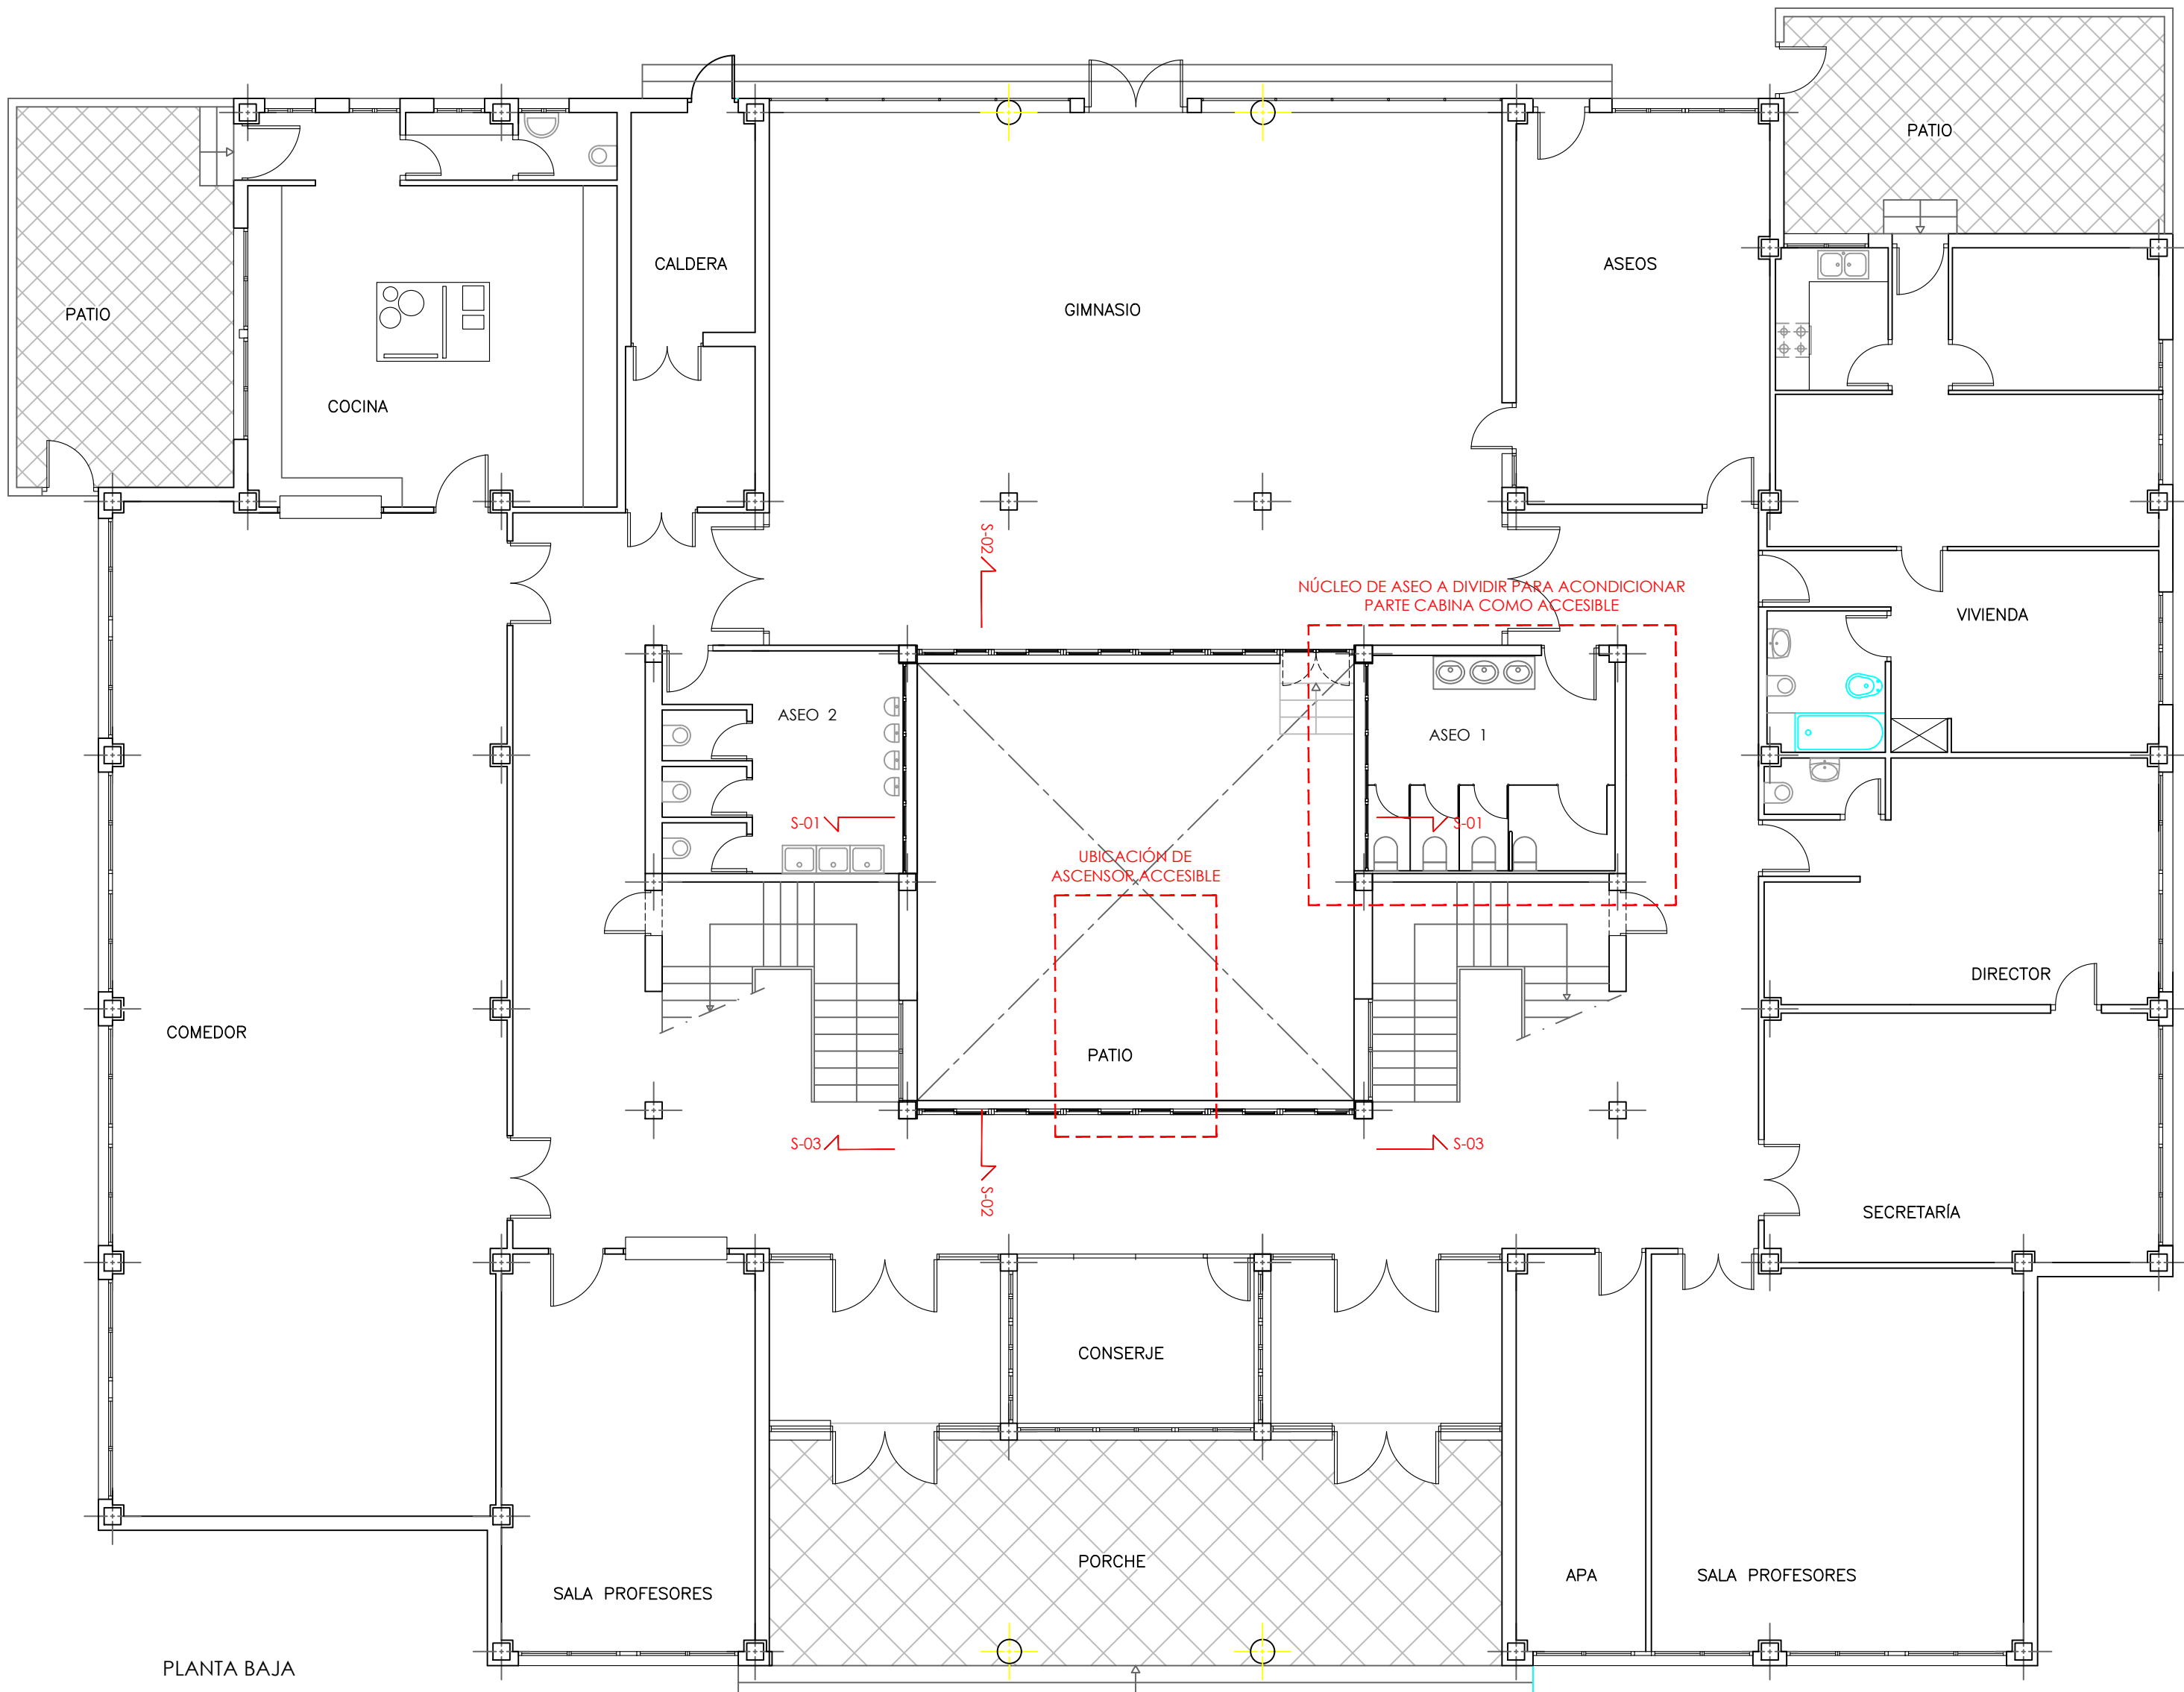 PATIO
CALDERA
ASEOS
GIMNASIO
PATIO
COCINA
S-02
NÚCLEO DE ASEO A DIVIDIR PARA ACONDICIONAR
PARTE CABINA COMO ACCESIBLE
VIVIENDA
ASEO 2
ASEO 1
S-01
S-01
UBICACIÓN DE
ASCENSOR ACCESIBLE
DIRECTOR
COMEDOR
PATIO
S-03
S-03
S-02
SECRETARÍA
CONSERJE
PORCHE
APA
SALA PROFESORES
SALA PROFESORES
PLANTA BAJA